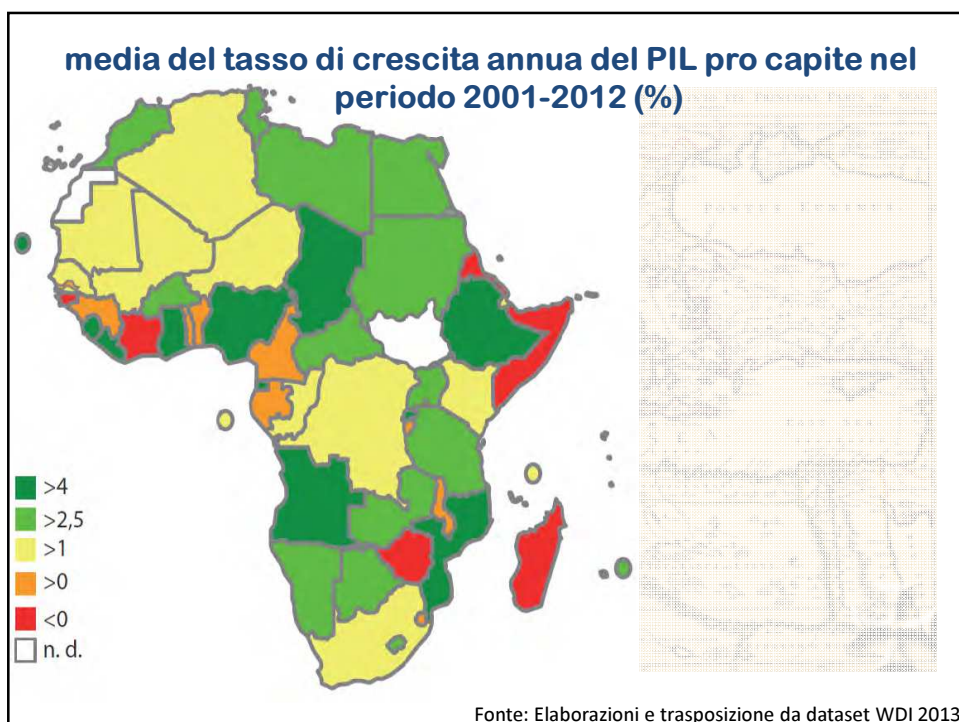 media del tasso di crescita annua del PIL pro capite nel
periodo 2001-2012 (%)
>4
>2,5
>1
>0
<0
n. d.
Fonte: Elaborazioni e trasposizione da dataset WDI 2013